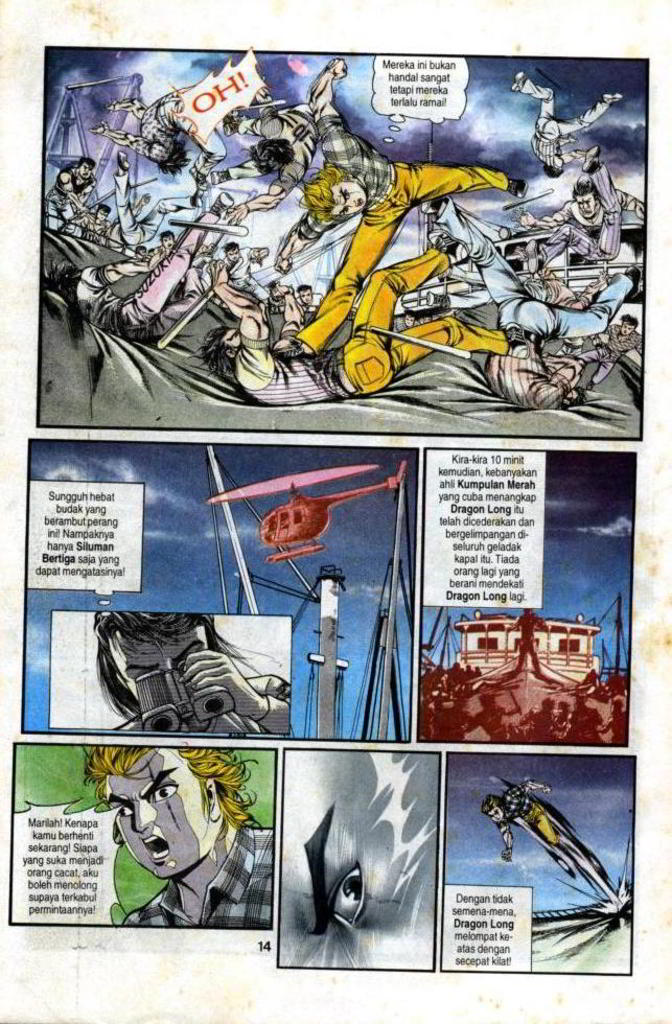 OH!
Mereka ini bukan
handal sangat
tetapi mereka
terlalu ramai!
SUZUKA
Sungguh hebat
budak yang
berambut perang
ini! Nampaknya
hanya Siluman
Bertiga saja yang
dapat mengatasinya!
Kira-kira 10 minit
kemudian, kebanyakan
ahli Kumpulan Merah
yang cuba menangkap
Dragon Long itu
telah dicederakan dan
bergelimpangan di-
seluruh geladak
kapal itu. Tiada
orang lagi yang
berani mendekati
Dragon Long lagi.
Marilah! Kenapa
kamu berhenti
sekarang! Siapa
yang suka menjadi
orang cacat, aku
boleh menolong
supaya terkabul
permintaannya!
Dengan tidak
semena-mena,
Dragon Long
melompat ke-
atas dengan
secepat kilat!
14